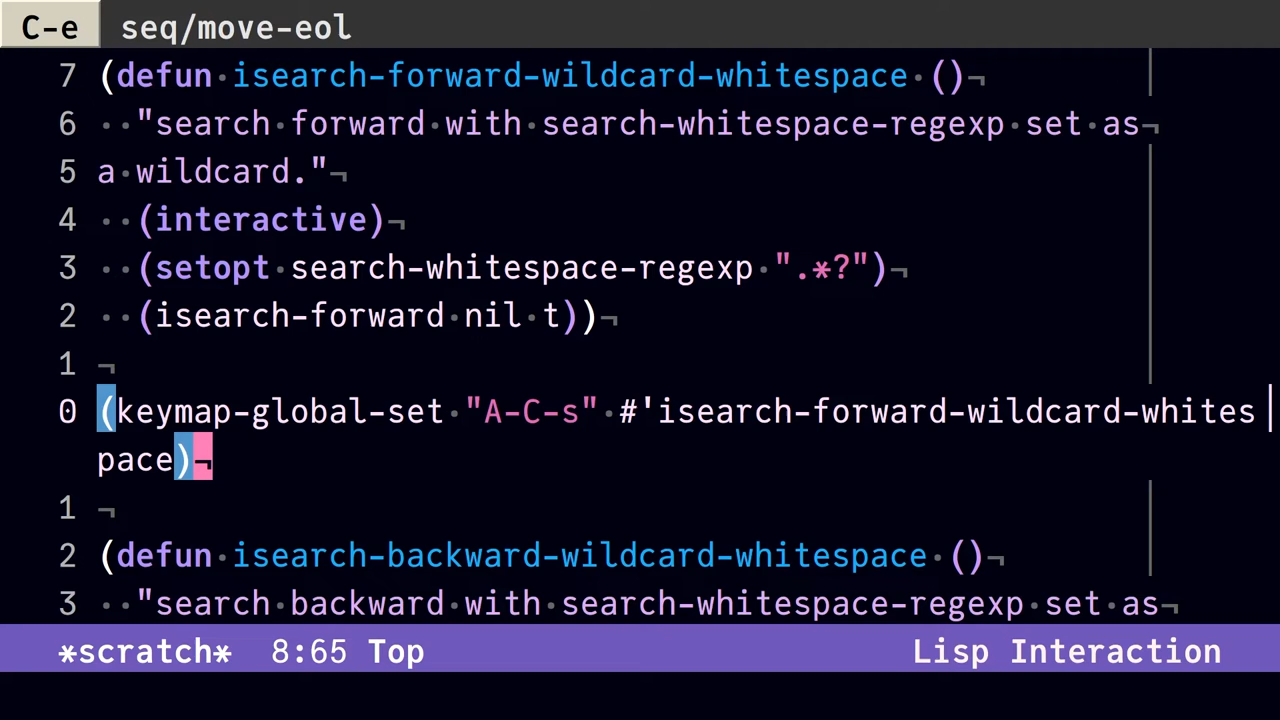 C-e seq/move-eol
7 (defun·isearch-forward-wildcard-whitespace·()¬
6 ··"search·forward·with·search-whitespace-regexp·set·as¬
5 a·wildcard."¬
4 ··(interactive)¬
3 ··(setopt·search-whitespace-regexp·".*?")¬
2 ··(isearch-forward·nil·t))¬
1 ¬
0 (keymap-global-set·"A-C-s"·#'isearch-forward-wildcard-whites
pace)¬
1 ¬
2 (defun·isearch-backward-wildcard-whitespace·()¬
3 ··"search·backward·with·search-whitespace-regexp·set·as¬
*scratch* 8:65 Top Lisp Interaction